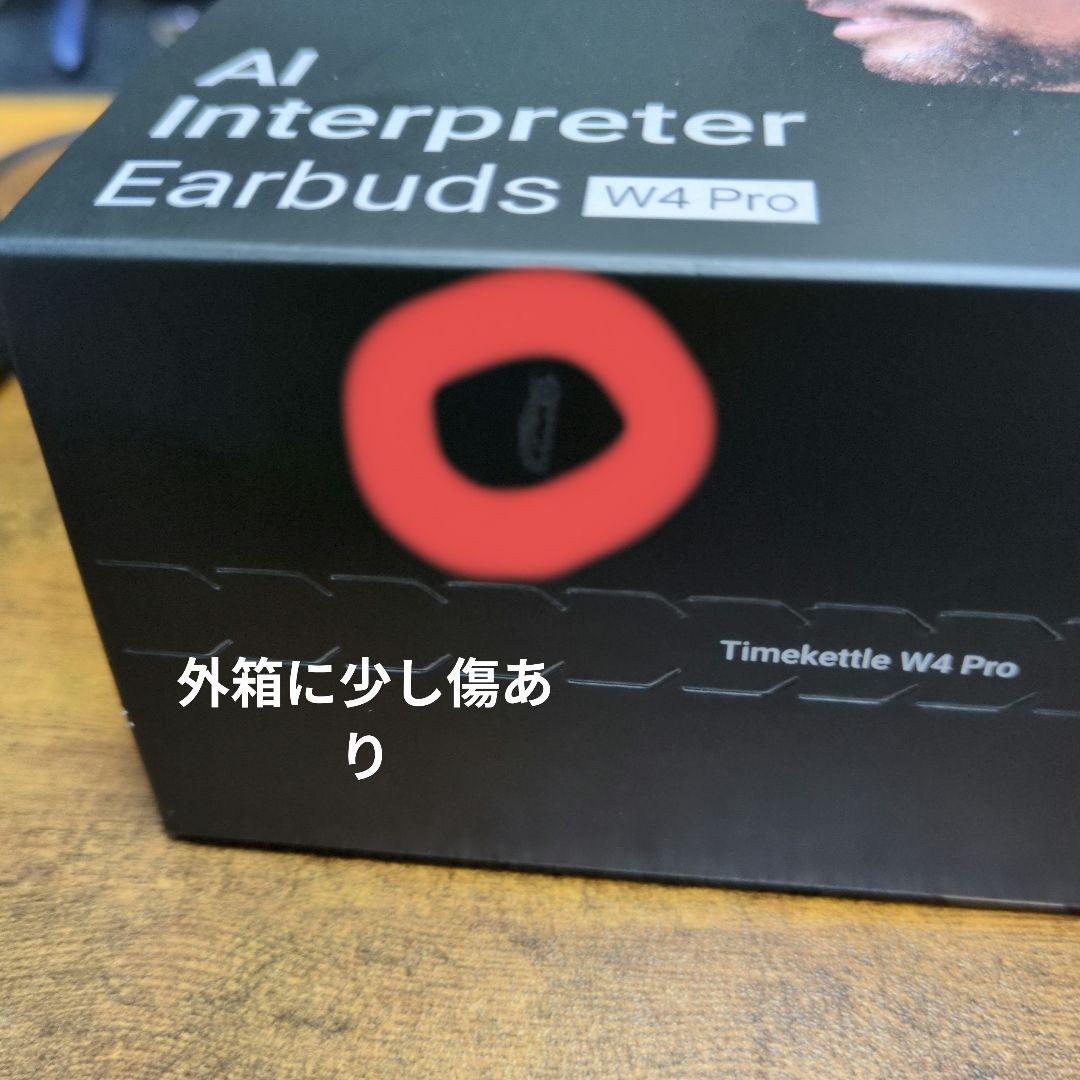 AI
Interpreter
Earbuds W4 Pro
Timekettle W4 Pro
外箱に少し傷あ
り